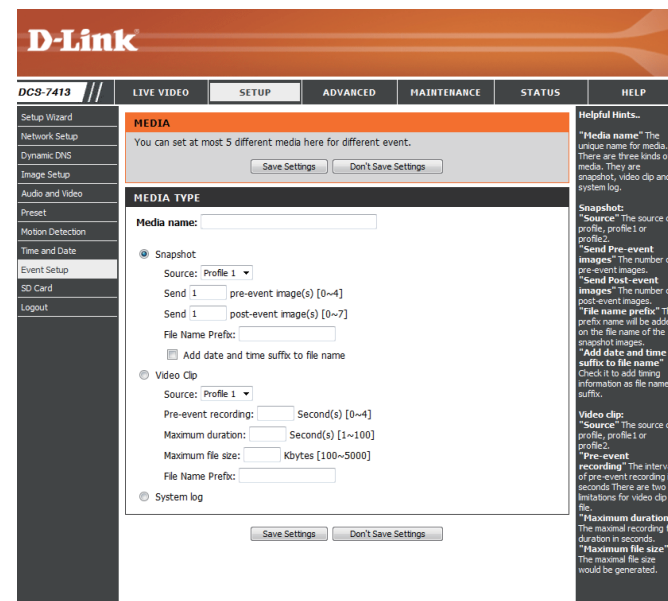 D-Link
DCS-7413 // LIVE VIDEO SETUP ADVANCED MAINTENANCE STATUS HELP
Setup Wizard
Network Setup
Dynamic DNS
Image Setup
Audio and Video
Preset
Motion Detection
Time and Date
Event Setup
SD Card
Logout
MEDIA
You can set at most 5 different media here for different event.
Save Settings Don't Save Settings
MEDIA TYPE
Media name:
Snapshot
Source: Profile 1
Send 1 pre-event image(s) [0~4]
Send 1 post-event image(s) [0~7]
File Name Prefix:
Add date and time suffix to file name
Video Clip
Source: Profile 1
Pre-event recording: Second(s) [0~4]
Maximum duration: Second(s) [1~100]
Maximum file size: Kbytes [100~5000]
File Name Prefix:
System log
Save Settings Don't Save Settings
Helpful Hints..
"Media name" The
unique name for media.
There are three kinds o
media. They are
snapshot, video clip and
system log.
Snapshot:
"Source" The source o
profile, profile1 or
profile2.
"Send Pre-event
images" The number o
pre-event images.
"Send Post-event
images" The number o
post-event images.
"File name prefix" Th
prefix name will be adde
on the file name of the
snapshot images.
"Add date and time
suffix to file name"
Check it to add timing
information as file name
suffix.
Video clip:
"Source" The source o
profile, profile1 or
profile2.
"Pre-event
recording" The interva
of pre-event recording i
seconds There are two
limitations for video clip
file.
"Maximum duration
The maximal recording f
duration in seconds.
"Maximum file size"
The maximal file size
would be generated.